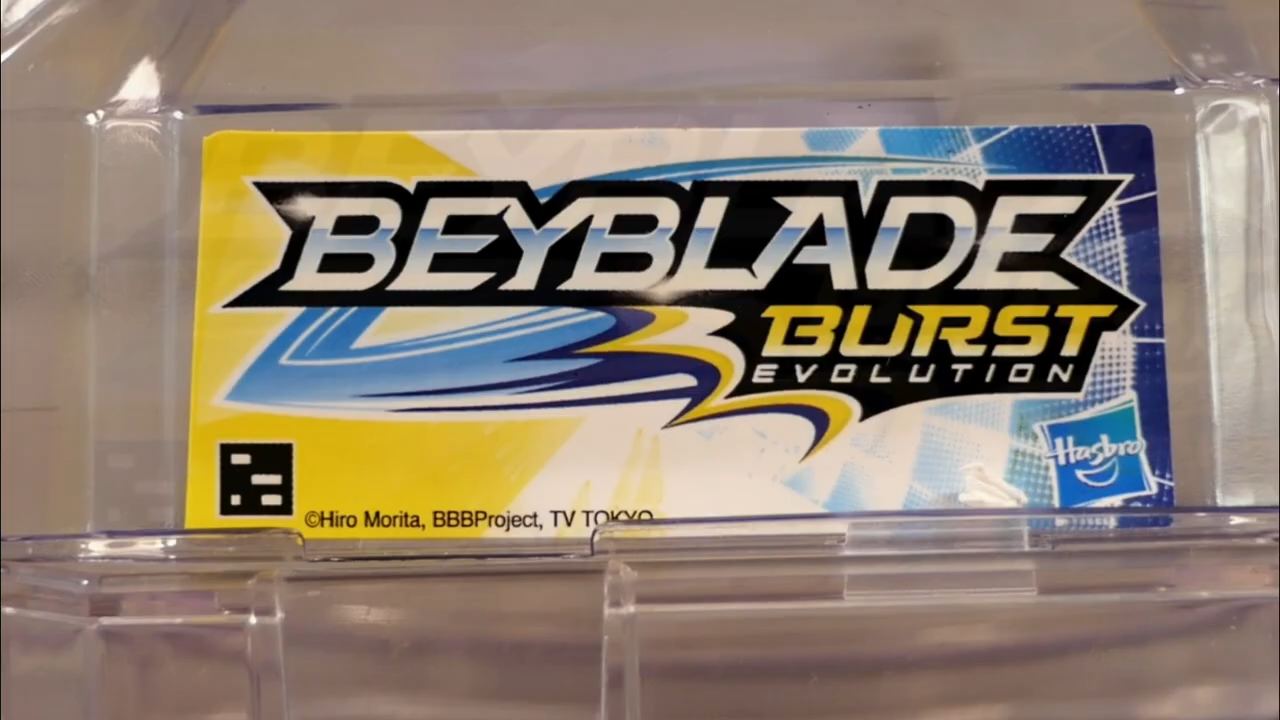 BEYBLADE
BURST
EVOLUTION
Hasbro
©Hiro Morita, BBBProject, TV TOKYO